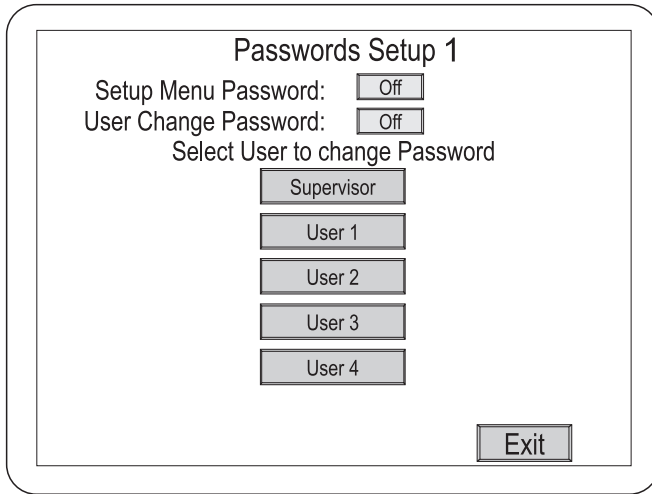 Passwords Setup 1
Setup Menu Password: Off
User Change Password: Off
Select User to change Password
Supervisor
User 1
User 2
User 3
User 4
Exit